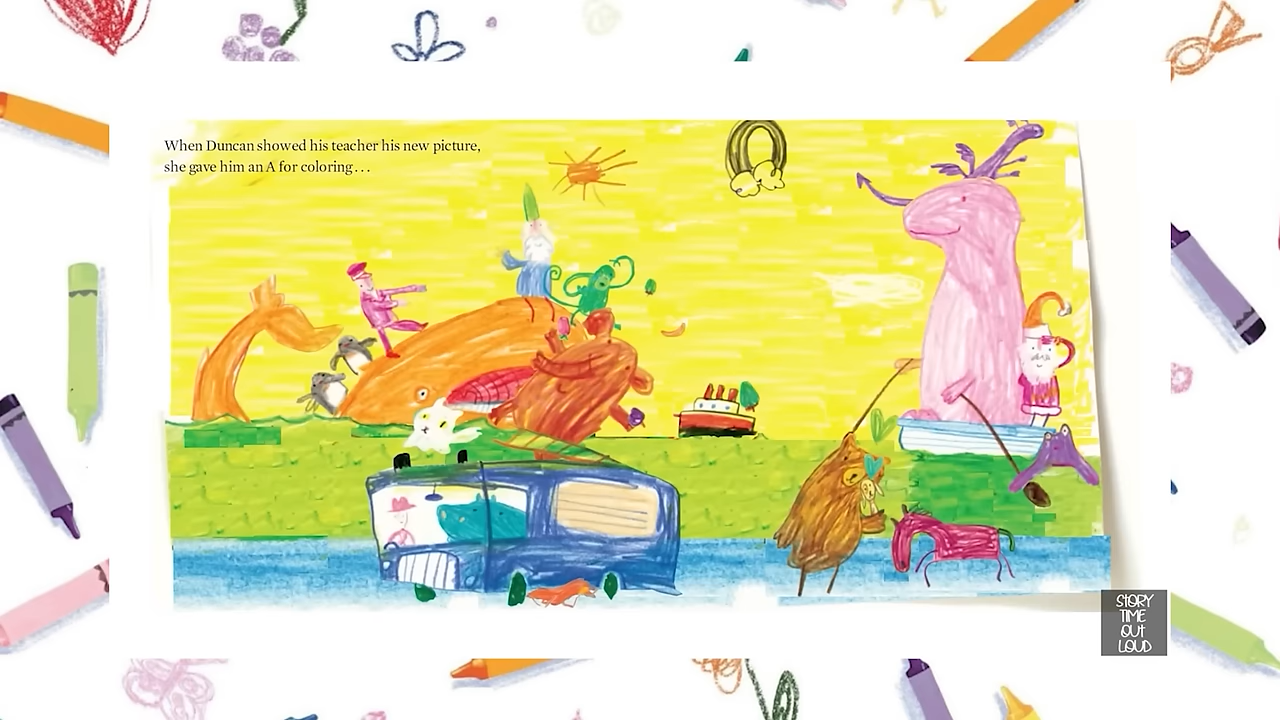 When Duncan showed his teacher his new picture,
she gave him an A for coloring . . .
STORY
TIME
OUT
LOUD